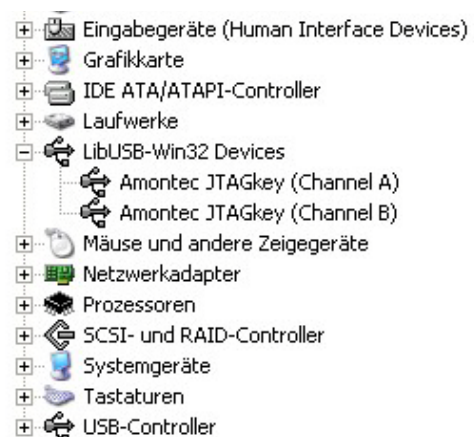 Eingabegeräte (Human Interface Devices)
Grafikkarte
IDE ATA/ATAPI-Controller
Laufwerke
LibUSB-Win32 Devices
Amontec JTAGkey (Channel A)
Amontec JTAGkey (Channel B)
Mäuse und andere Zeigegeräte
Netzwerkadapter
Prozessoren
SCSI- und RAID-Controller
Systemgeräte
Tastaturen
USB-Controller